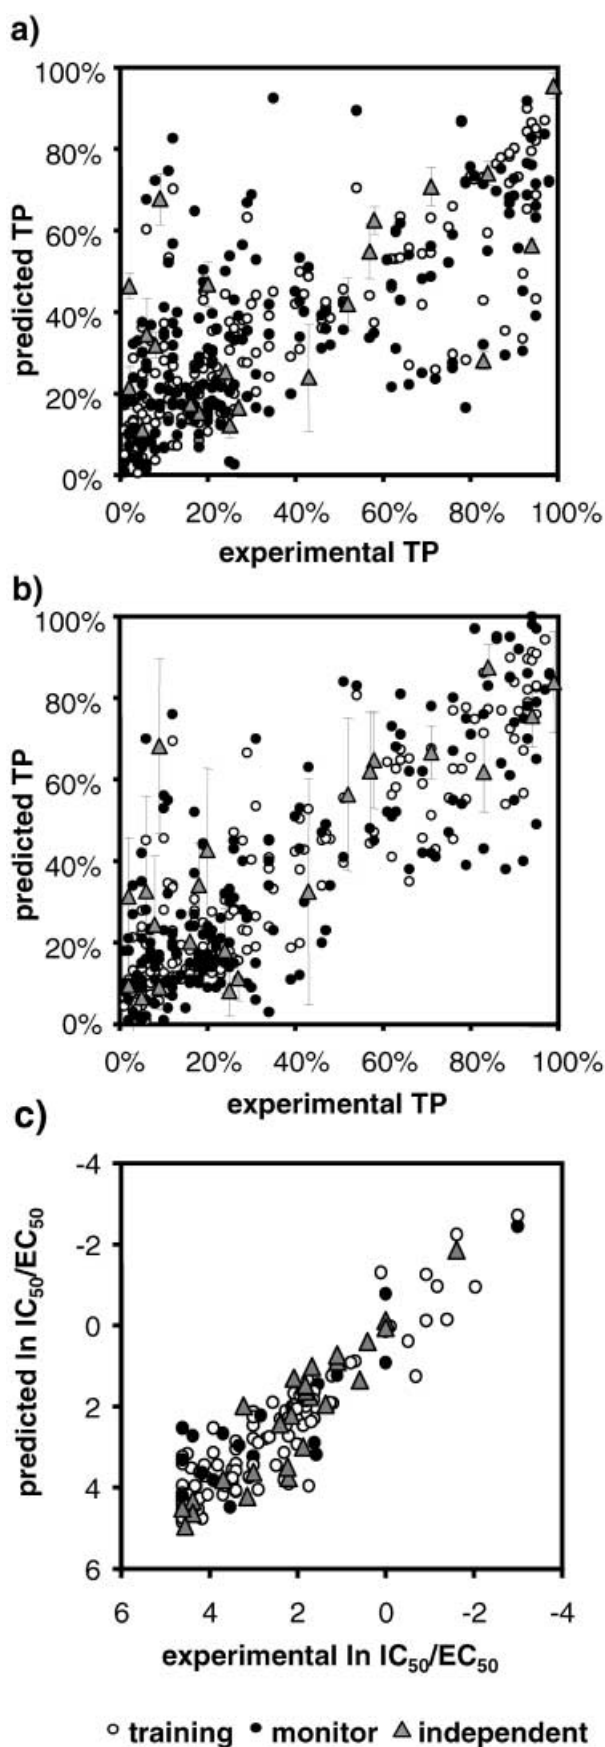 a)
100%
80%
60%
40%
20%
0%
predicted TP
0% 20% 40% 60% 80% 100%
experimental TP
b)
100%
80%
60%
40%
20%
0%
predicted TP
0% 20% 40% 60% 80% 100%
experimental TP
c)
-4
-2
0
2
4
6
predicted ln IC50/EC50
6 4 2 0 -2 -4
experimental ln IC50/EC50
training monitor independent